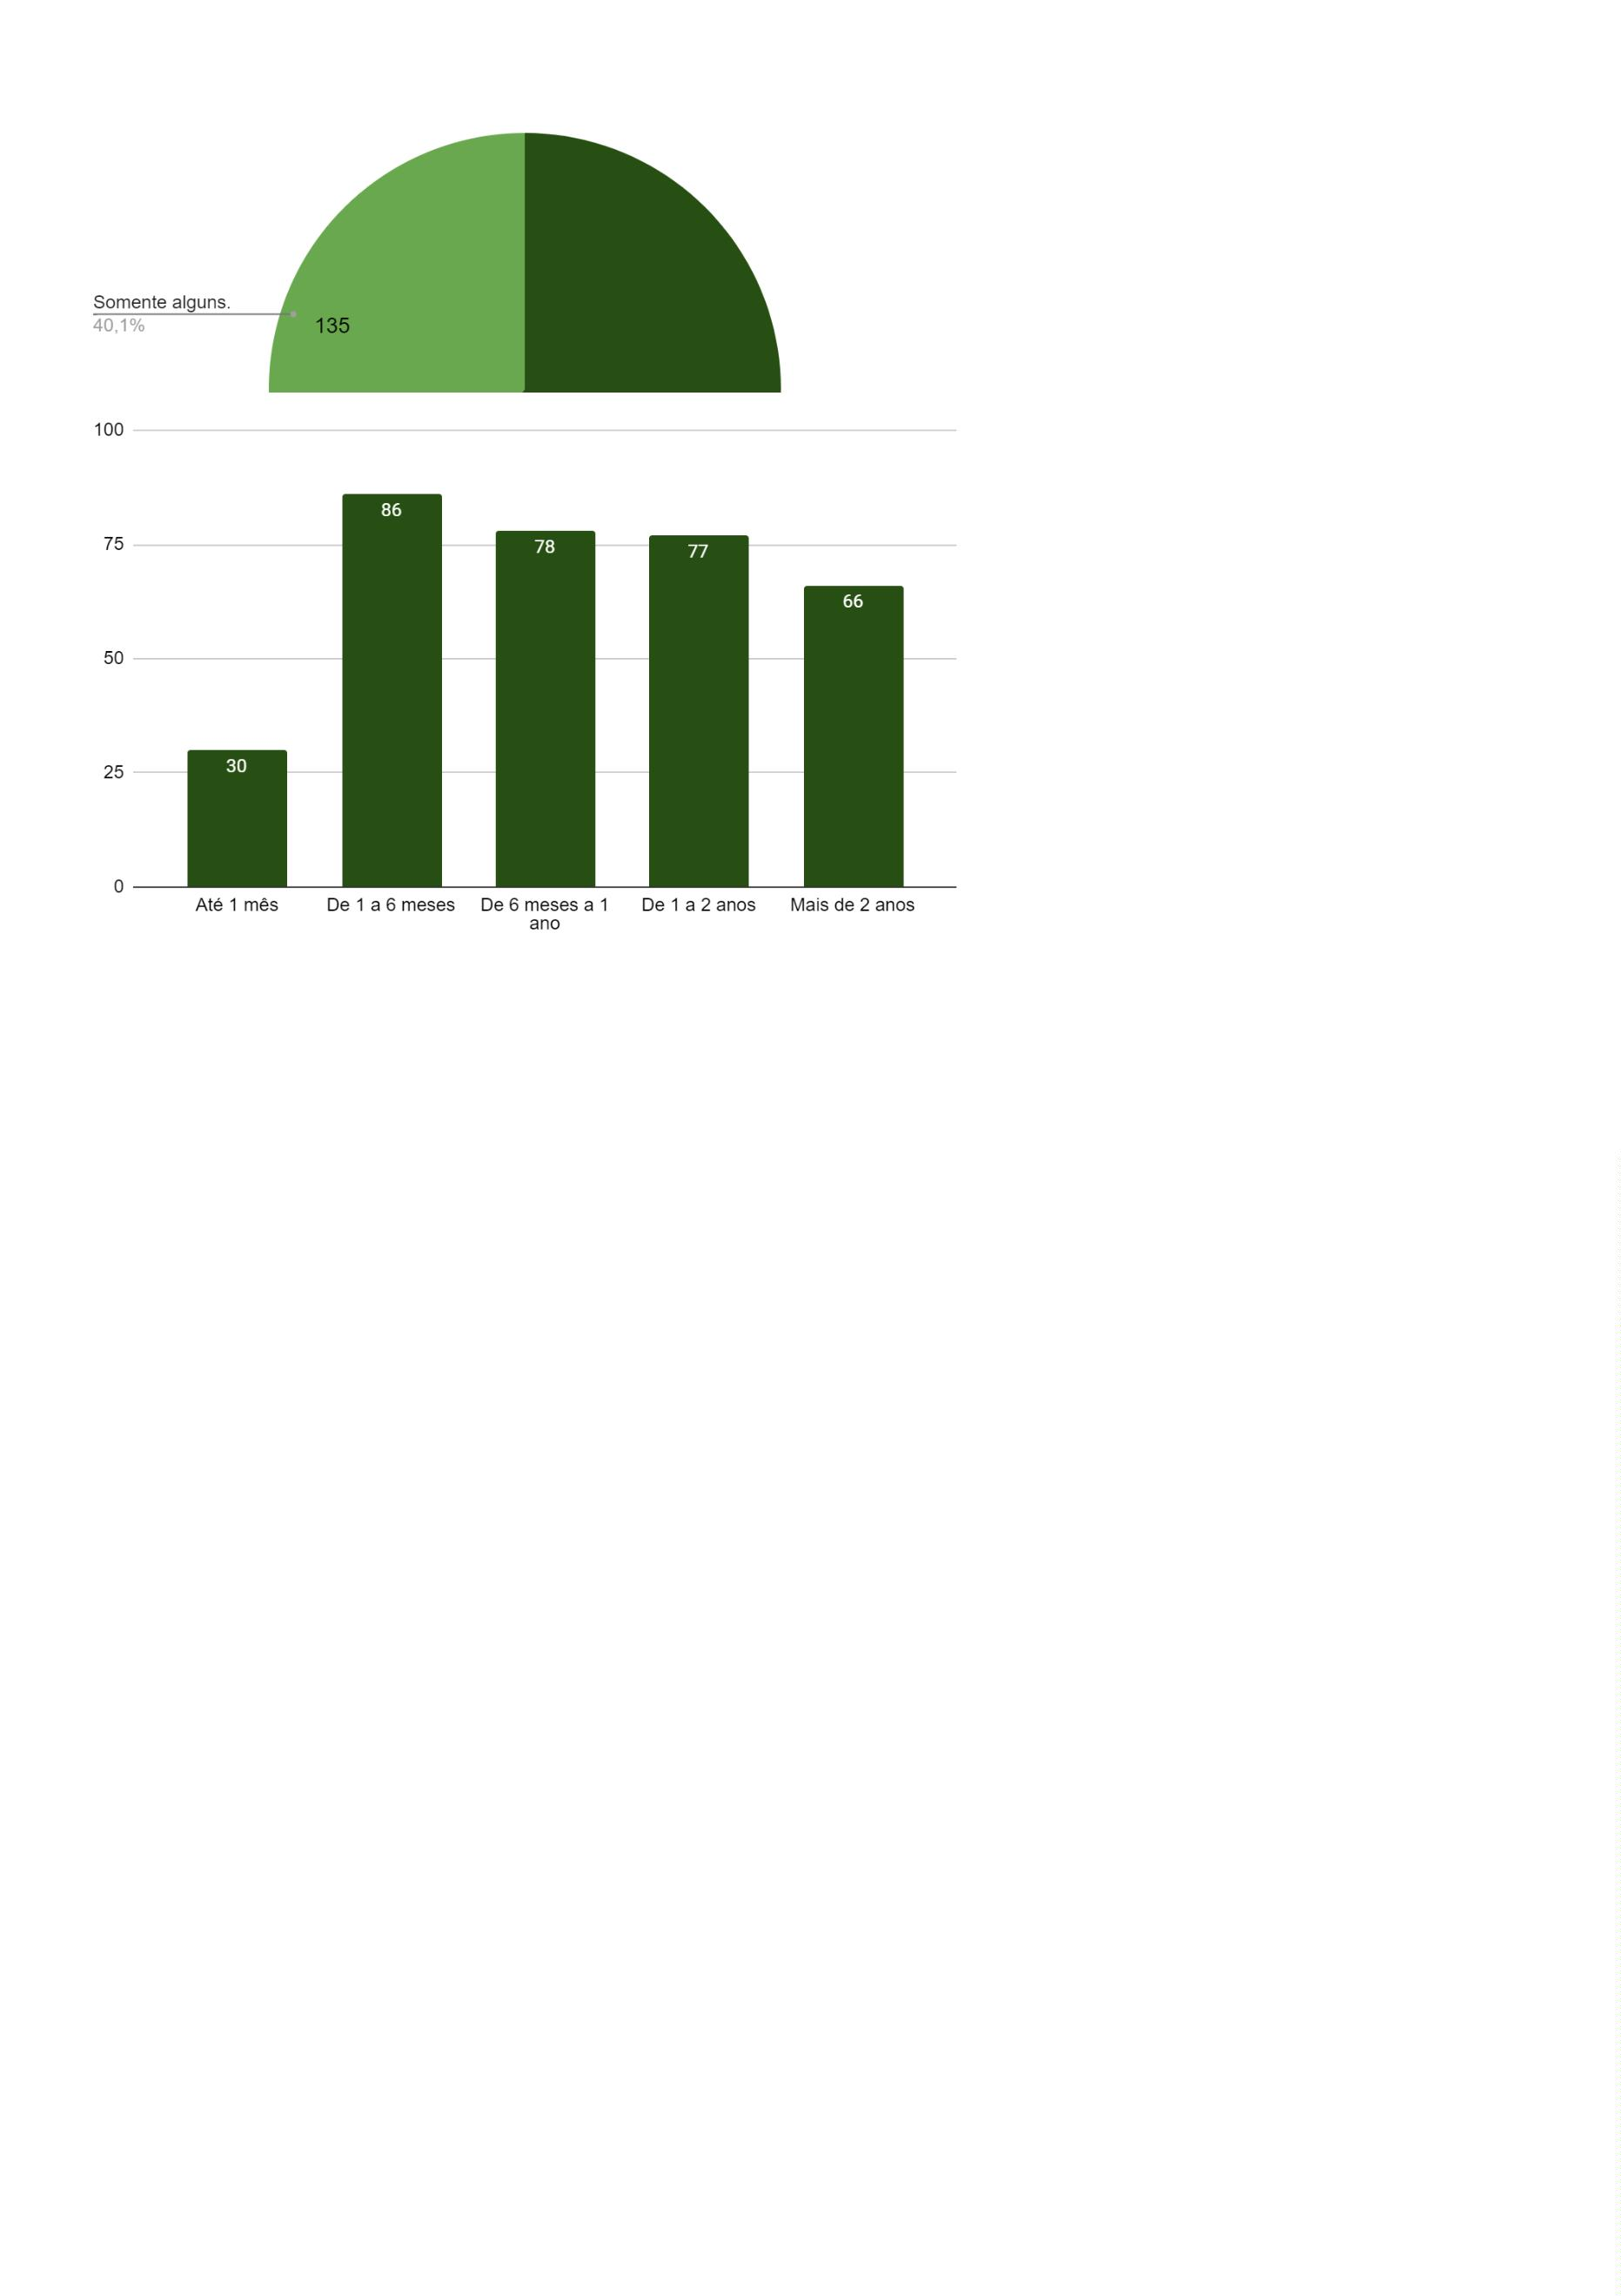 Somente alguns.
40,1%
135
100
75
50
25
0
86
78
77
66
30
Até 1 mês
De 1 a 6 meses
De 6 meses a 1
ano
De 1 a 2 anos
Mais de 2 anos